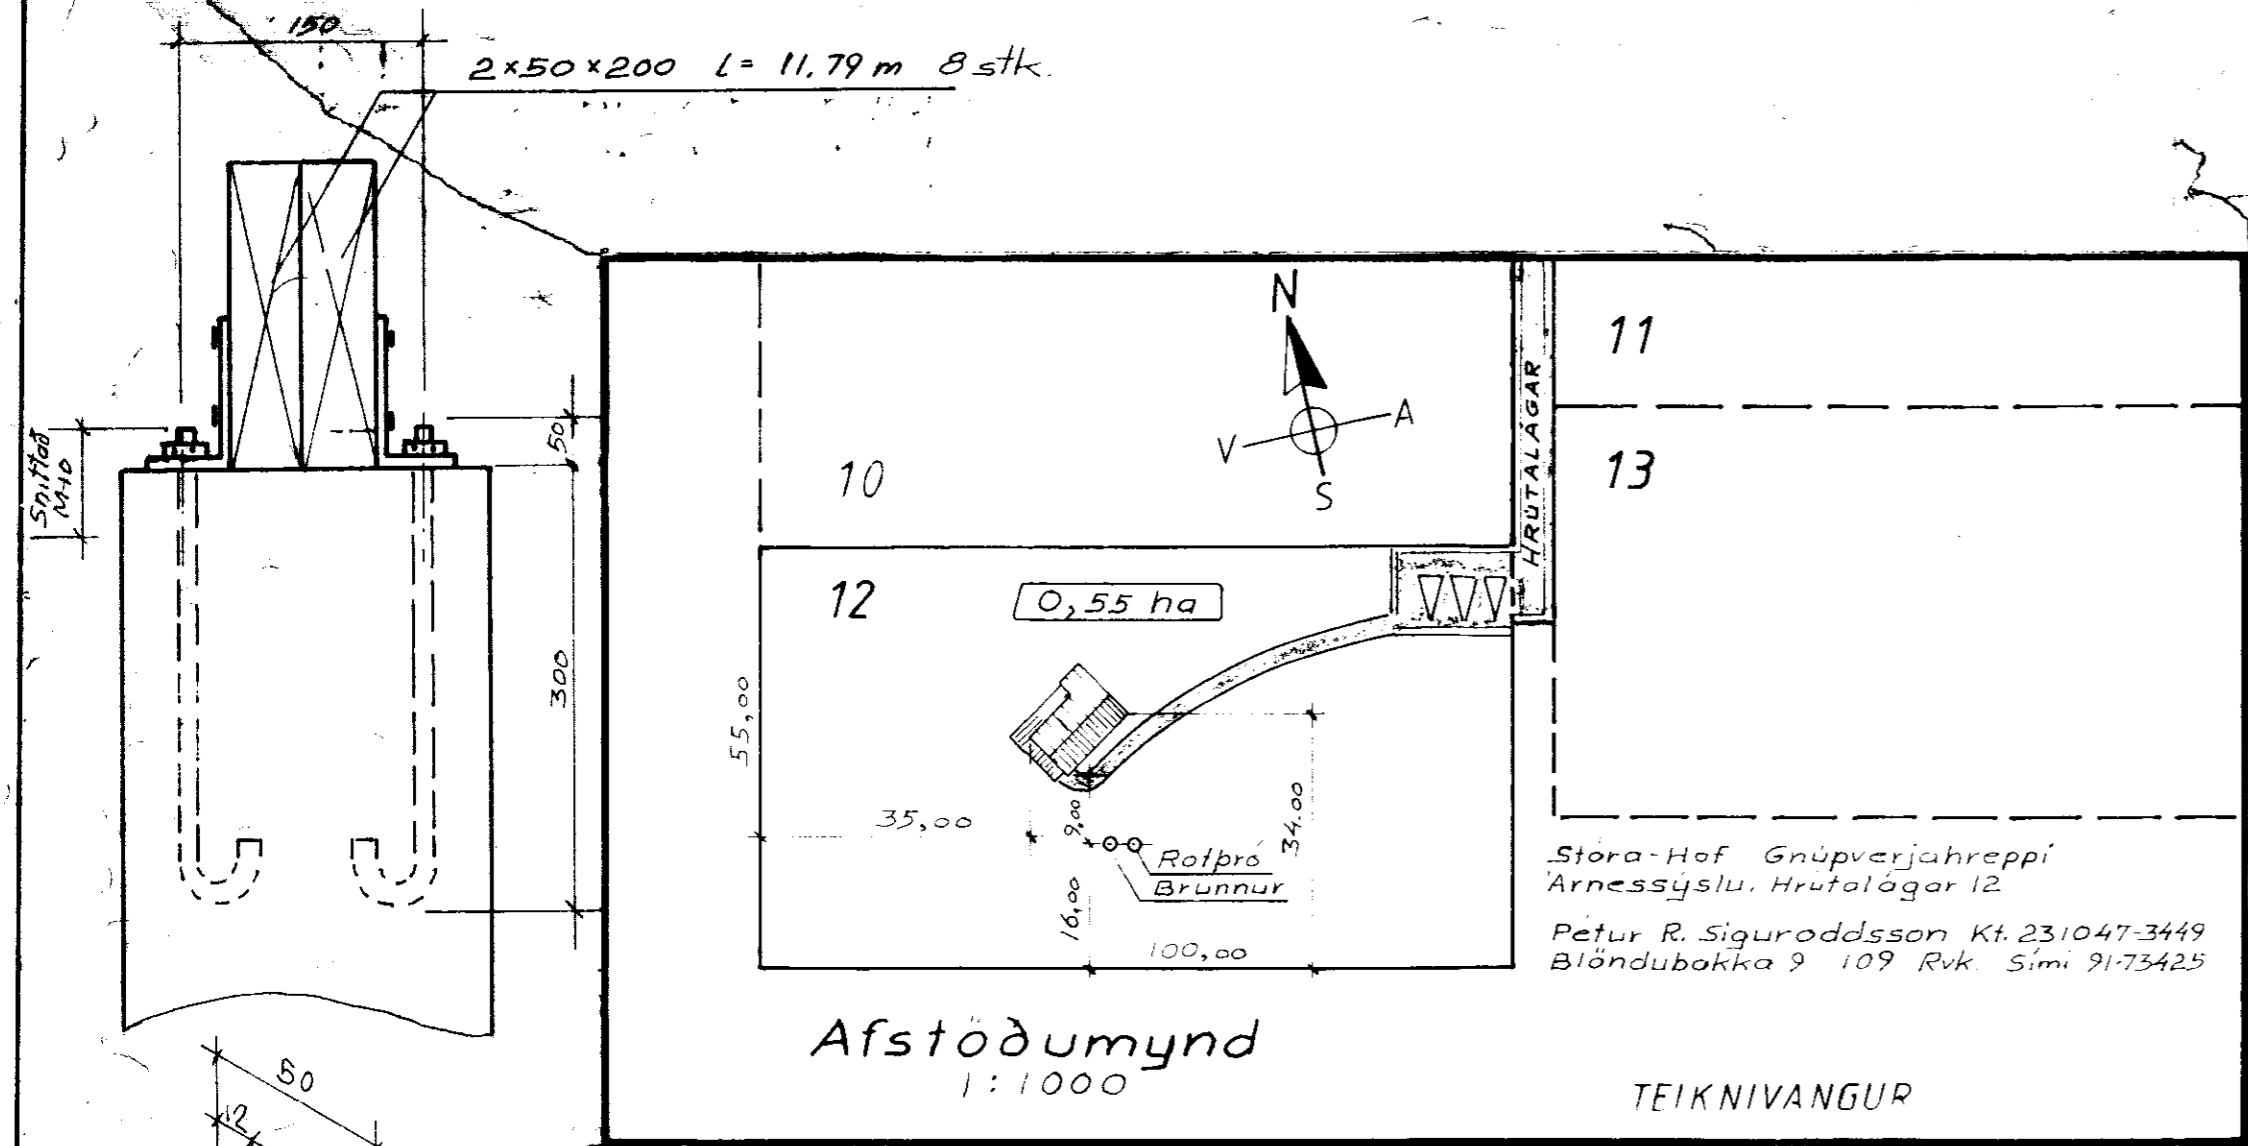 150
2×50×200 l= 11.79 m 8 stk.
Snittað
M10
50
300
N
V
A
S
10
11
13
HRÚTALÁGAR
12
0,55 ha
55,00
35,00
9,00
34.00
Rotþró
Brunnur
16,00
100,00
Stóra-Hof Gnúpverjahreppi
Árnessýslu. Hrútalágar 12
Pétur R. Siguroddsson Kt. 231047-3449
Blöndubakka 9 109 Rvk. Sími 91-73425
Afstöðumynd
1:1000
TEIKNIVANGUR
50
12